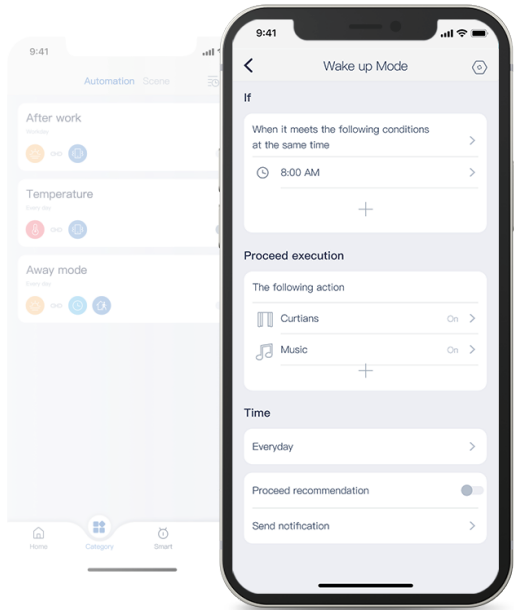 9:41
Automation Scene
After work
Weekday
Temperature
Every day
Away mode
Every day
Home
Category
Smart
9:41
Wake up Mode
If
When it meets the following conditions
at the same time
8:00 AM
Proceed execution
The following action
Curtians
On
Music
On
Time
Everyday
Proceed recommendation
Send notification